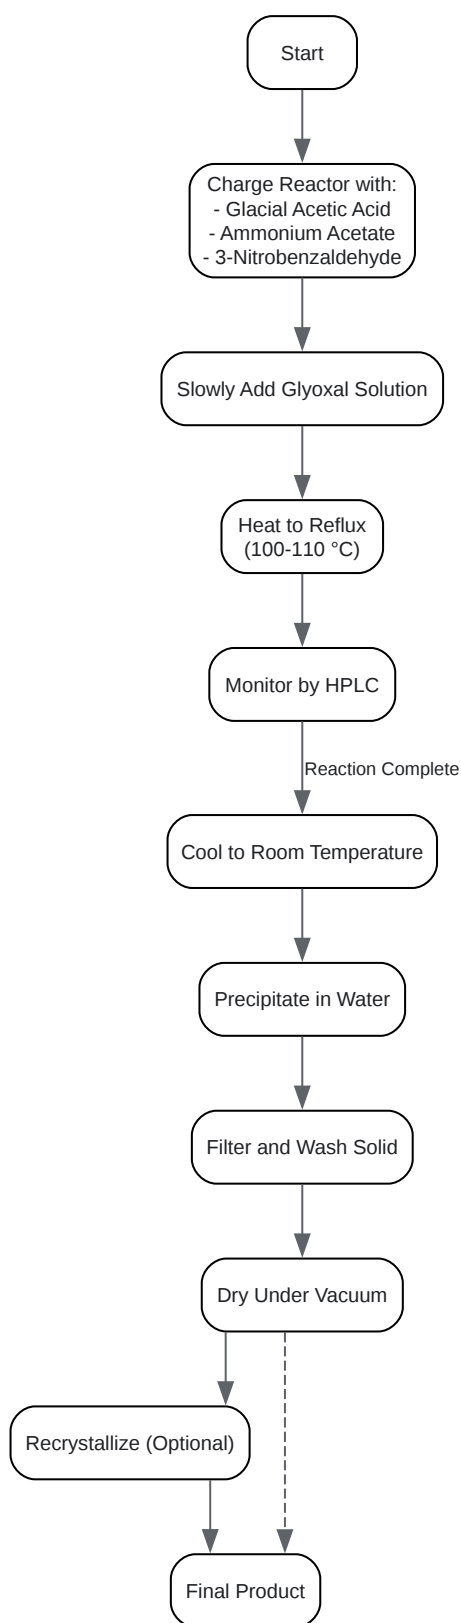 Start
Charge Reactor with:
- Glacial Acetic Acid
- Ammonium Acetate
- 3-Nitrobenzaldehyde
Slowly Add Glyoxal Solution
Heat to Reflux
(100-110 °C)
Monitor by HPLC
Reaction Complete
Cool to Room Temperature
Precipitate in Water
Filter and Wash Solid
Dry Under Vacuum
Recrystallize (Optional)
Final Product